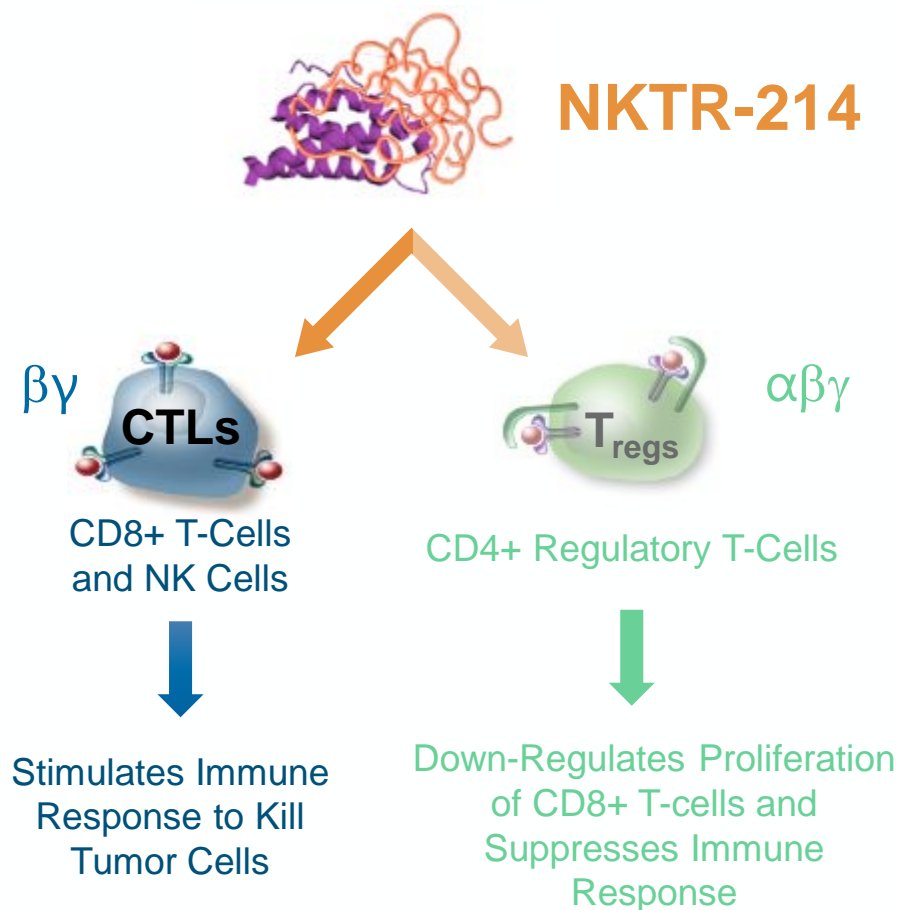 NKTR-214
βγ
CTLs
CD8+ T-Cells
and NK Cells
Stimulates Immune
Response to Kill
Tumor Cells
αβγ
Tregs
CD4+ Regulatory T-Cells
Down-Regulates Proliferation
of CD8+ T-cells and
Suppresses Immune
Response